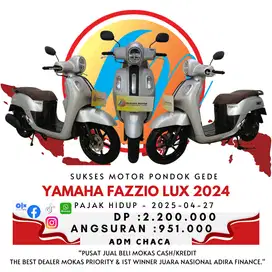 SUKSES MOTOR PONDOK GEDE
YAMAHA FAZZIO LUX 2024
PAJAK HIDUP - 2025-04-27
DP :2.200.000
ANGSURAN :951.000
ADM CHACA
"PUSAT JUAL BELI MOKAS CASH/KREDIT
THE BEST DEALER MOKAS PRIORITY & 1ST WINNER JUARA NASIONAL ADIRA FINANCE."